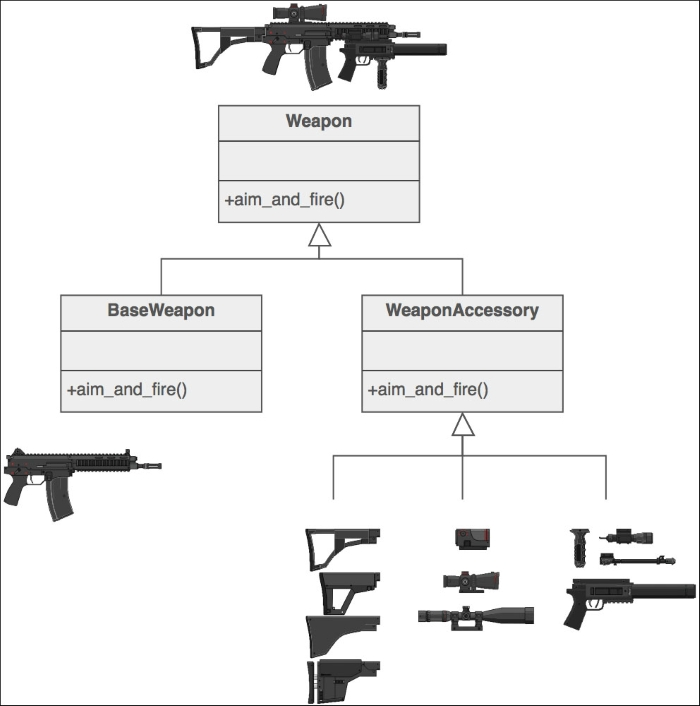 Weapon
+aim_and_fire()
BaseWeapon
WeaponAccessory
+aim_and_fire()
+aim_and_fire()